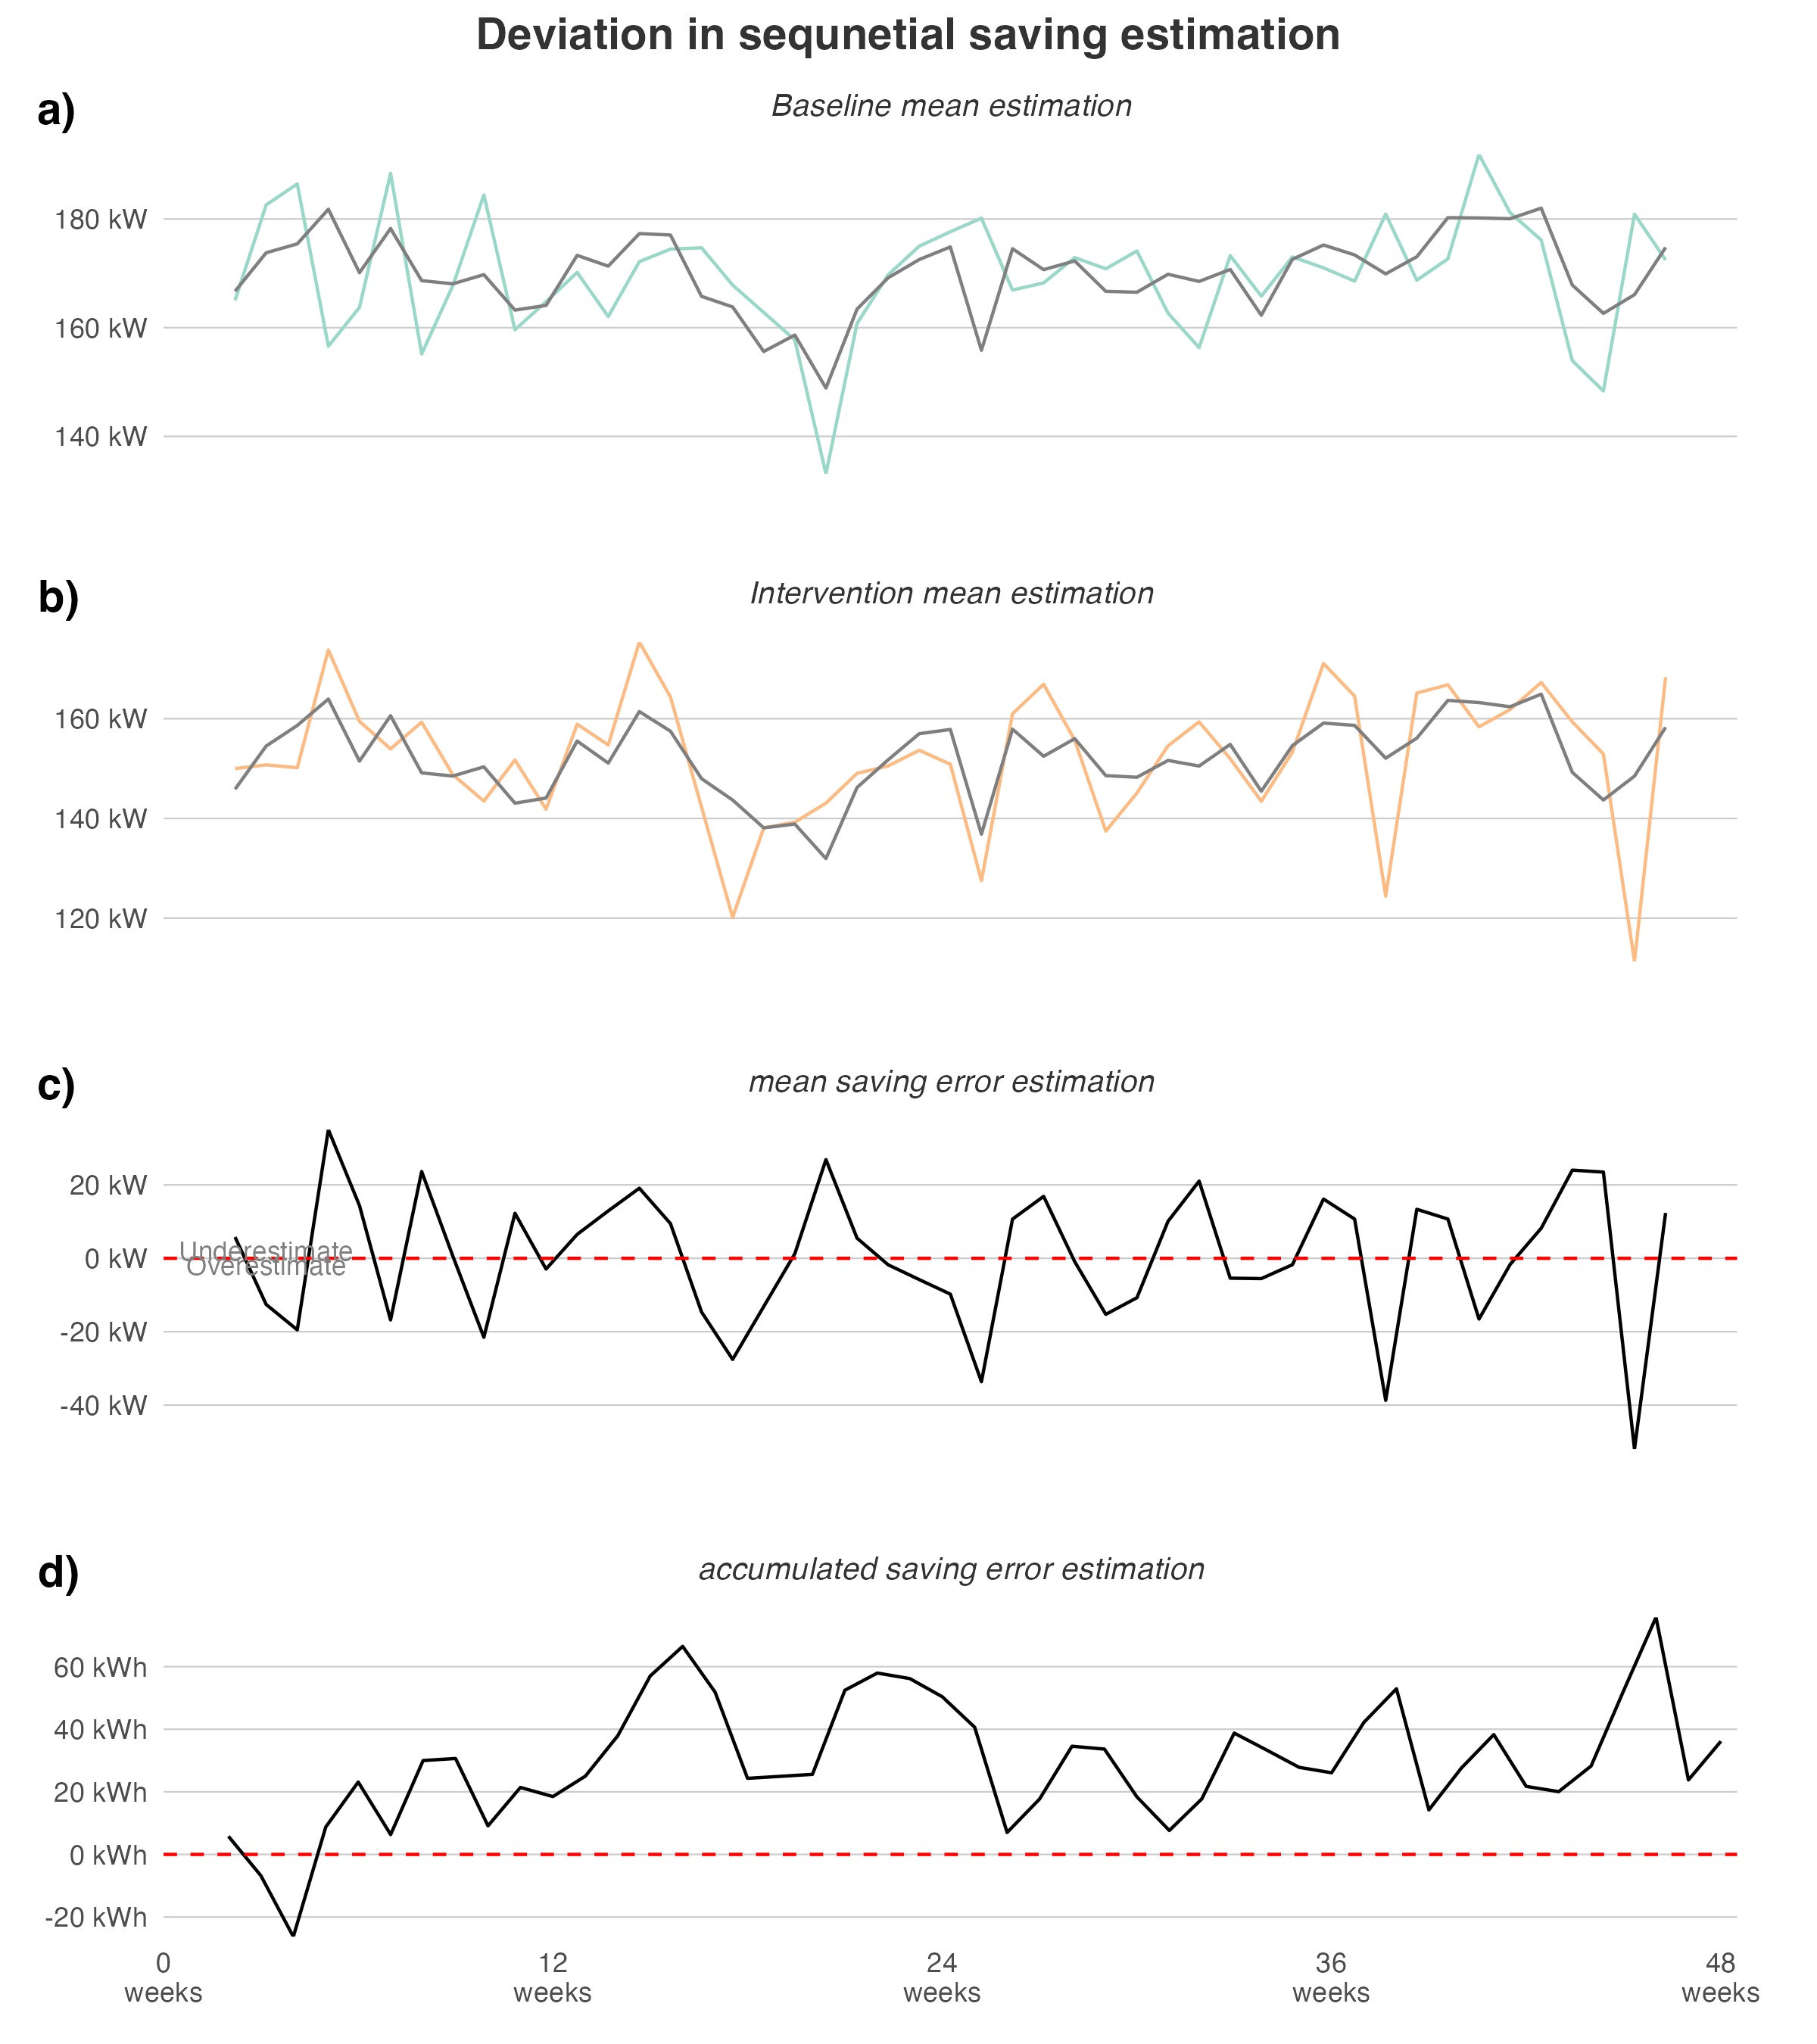 Deviation in sequnetial saving estimation
a)
Baseline mean estimation
180 kW
160 kW
140 kW
b)
Intervention mean estimation
160 kW
140 kW
120 kW
c)
mean saving error estimation
20 kW
Underestimate
0 kW
Overestimate
-20 kW
-40 kW
d)
accumulated saving error estimation
60 kWh
40 kWh
20 kWh
0 kWh
-20 kWh
0 12 24 36 48
weeks weeks weeks weeks weeks